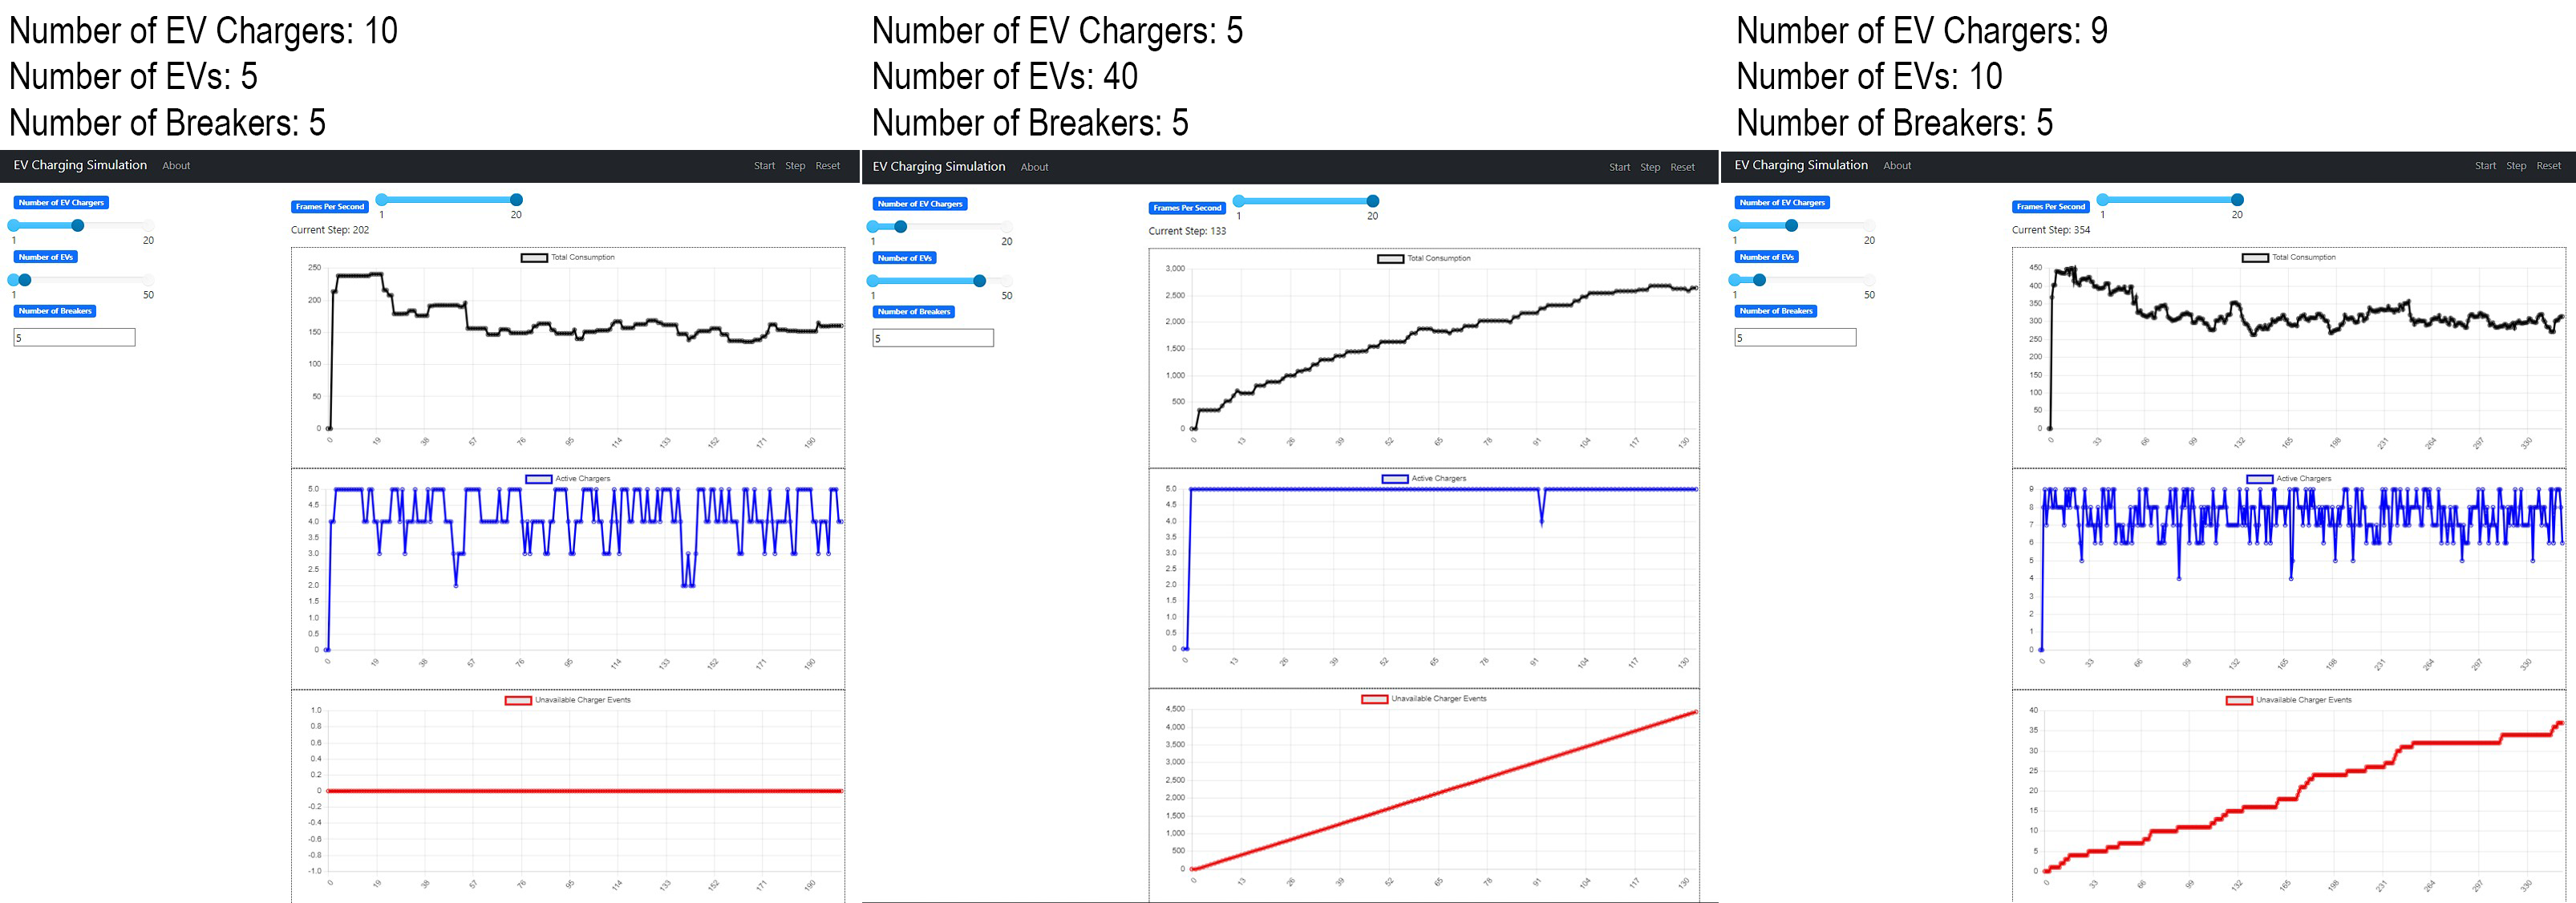 Number of EV Chargers: 10
Number of EVs: 5
Number of Breakers: 5
EV Charging Simulation About Start Step Reset
Number of EV Chargers
1 20
Number of EVs
1 50
Number of Breakers
5
Frames Per Second
1 20
Current Step: 202
Total Consumption
250
200
150
100
50
0
0 19 38 57 76 95 114 133 152 171 190
Active Chargers
5.0
4.5
4.0
3.5
3.0
2.5
2.0
1.5
1.0
0.5
0
0 19 38 57 76 95 114 133 152 171 190
Unavailable Charger Events
1.0
0.8
0.6
0.4
0.2
0
-0.2
-0.4
-0.6
-0.8
-1.0
0 19 38 57 76 95 114 133 152 171 190
Number of EV Chargers: 5
Number of EVs: 40
Number of Breakers: 5
EV Charging Simulation About Start Step Reset
Number of EV Chargers
1 20
Number of EVs
1 50
Number of Breakers
5
Frames Per Second
1 20
Current Step: 133
Total Consumption
3,000
2,500
2,000
1,500
1,000
500
0
0 13 26 39 52 65 78 91 104 117 130
Active Chargers
5.0
4.5
4.0
3.5
3.0
2.5
2.0
1.5
1.0
0.5
0
0 13 26 39 52 65 78 91 104 117 130
Unavailable Charger Events
4,500
4,000
3,500
3,000
2,500
2,000
1,500
1,000
500
0
0 13 26 39 52 65 78 91 104 117 130
Number of EV Chargers: 9
Number of EVs: 10
Number of Breakers: 5
EV Charging Simulation About Start Step Reset
Number of EV Chargers
1 20
Number of EVs
1 50
Number of Breakers
5
Frames Per Second
1 20
Current Step: 354
Total Consumption
450
400
350
300
250
200
150
100
50
0
0 33 66 99 132 165 198 231 264 297 330
Active Chargers
9
8
7
6
5
4
3
2
1
0
0 33 66 99 132 165 198 231 264 297 330
Unavailable Charger Events
40
35
30
25
20
15
10
5
0
0 33 66 99 132 165 198 231 264 297 330